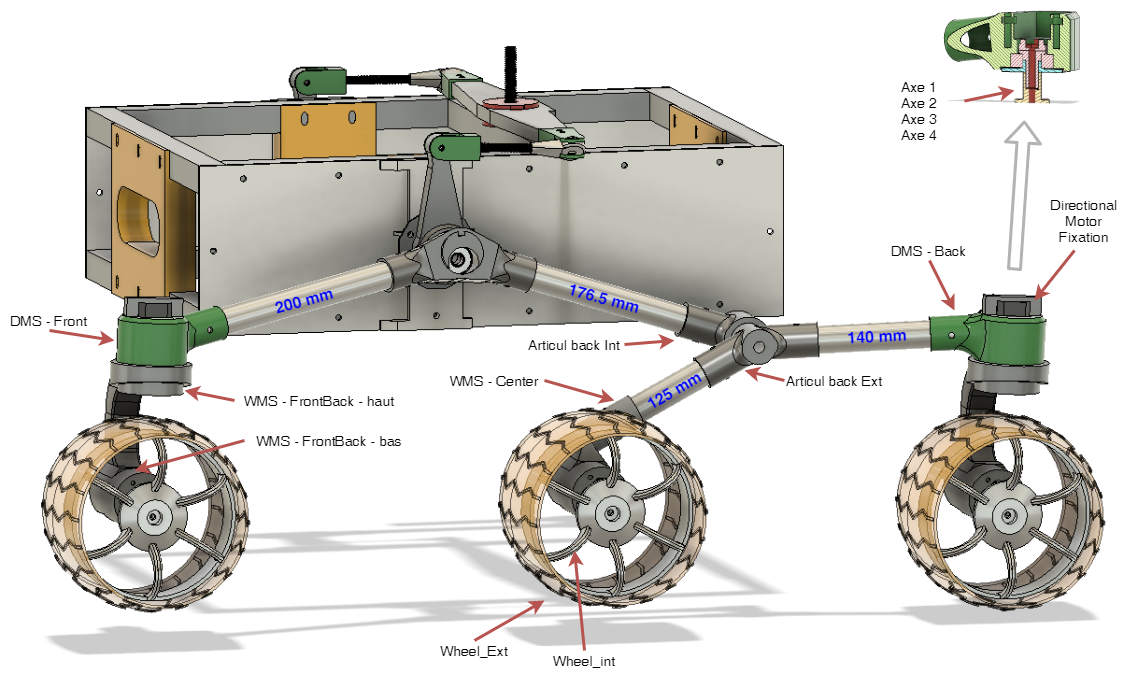 Axe 1
Axe 2
Axe 3
Axe 4
Directional
Motor
Fixation
DMS - Back
200 mm
176.5 mm
DMS - Front
140 mm
Articul back Int
WMS - Center
125 mm
Articul back Ext
WMS - FrontBack - haut
WMS - FrontBack - bas
Wheel_Ext
Wheel_int